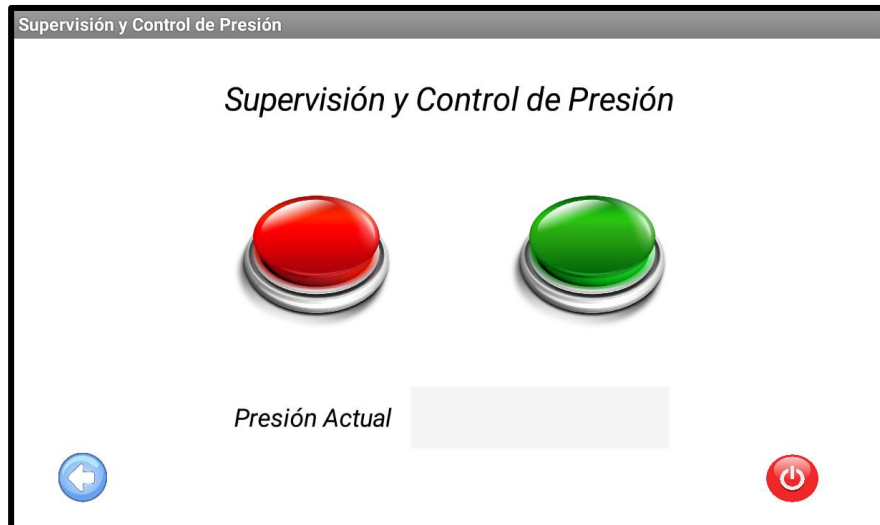 Supervisión y Control de Presión
Supervisión y Control de Presión
Presión Actual